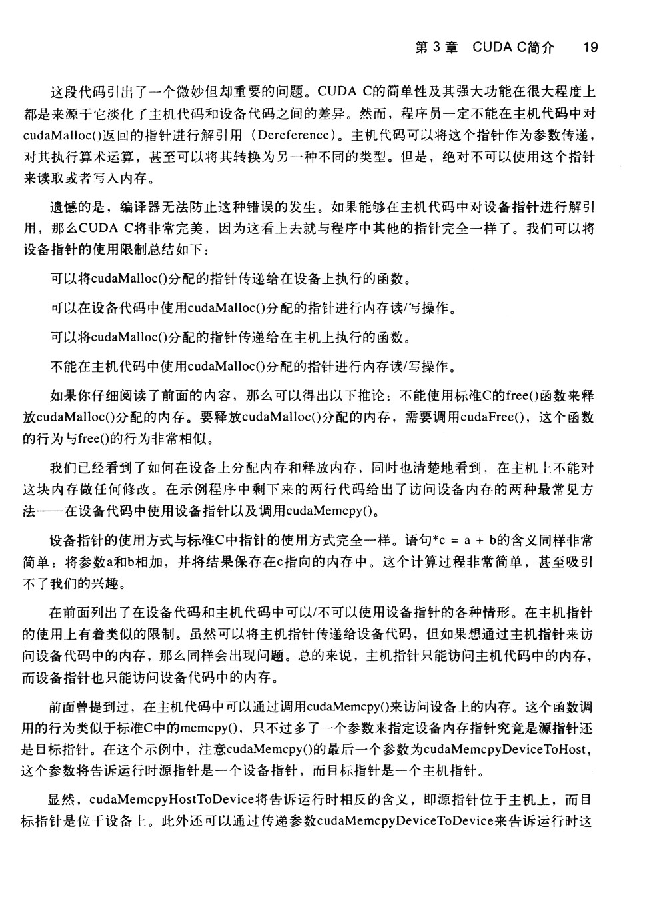 第 3 章 CUDA C简介 19
这段代码引出了一个微妙但却重要的问题。CUDA C的简单性及其强大功能在很大程度上
都是来源于它淡化了主机代码和设备代码之间的差异。然而，程序员一定不能在主机代码中对
cudaMalloc()返回的指针进行解引用（Dereference）。主机代码可以将这个指针作为参数传递，
对其执行算术运算，甚至可以将其转换为另一种不同的类型。但是，绝对不可以使用这个指针
来读取或者写入内存。
遗憾的是，编译器无法防止这种错误的发生。如果能够在主机代码中对设备指针进行解引
用，那么CUDA C将非常完美，因为这看上去就与程序中其他的指针完全一样了。我们可以将
设备指针的使用限制总结如下：
可以将cudaMalloc()分配的指针传递给在设备上执行的函数。
可以在设备代码中使用cudaMalloc()分配的指针进行内存读/写操作。
可以将cudaMalloc()分配的指针传递给在主机上执行的函数。
不能在主机代码中使用cudaMalloc()分配的指针进行内存读/写操作。
如果你仔细阅读了前面的内容，那么可以得出以下推论：不能使用标准C的free()函数来释
放cudaMalloc()分配的内存。要释放cudaMalloc()分配的内存，需要调用cudaFree()，这个函数
的行为与free()的行为非常相似。
我们已经看到了如何在设备上分配内存和释放内存，同时也清楚地看到，在主机上不能对
这块内存做任何修改。在示例程序中剩下来的两行代码给出了访问设备内存的两种最常见方
法——在设备代码中使用设备指针以及调用cudaMemcpy()。
设备指针的使用方式与标准C中指针的使用方式完全一样。语句*c = a + b的含义同样非常
简单：将参数a和b相加，并将结果保存在c指向的内存中。这个计算过程非常简单，甚至吸引
不了我们的兴趣。
在前面列出了在设备代码和主机代码中可以/不可以使用设备指针的各种情形。在主机指针
的使用上有着类似的限制。虽然可以将主机指针传递给设备代码，但如果想通过主机指针来访
问设备代码中的内存，那么同样会出现问题。总的来说，主机指针只能访问主机代码中的内存，
而设备指针也只能访问设备代码中的内存。
前面曾提到过，在主机代码中可以通过调用cudaMemcpy()来访问设备上的内存。这个函数调
用的行为类似于标准C中的memcpy()，只不过多了一个参数来指定设备内存指针究竟是源指针还
是目标指针。在这个示例中，注意cudaMemcpy()的最后一个参数为cudaMemcpyDeviceToHost，
这个参数将告诉运行时源指针是一个设备指针，而目标指针是一个主机指针。
显然，cudaMemcpyHostToDevice将告诉运行时相反的含义，即源指针位于主机上，而目
标指针是位于设备上。此外还可以通过传递参数cudaMemcpyDeviceToDevice来告诉运行时这